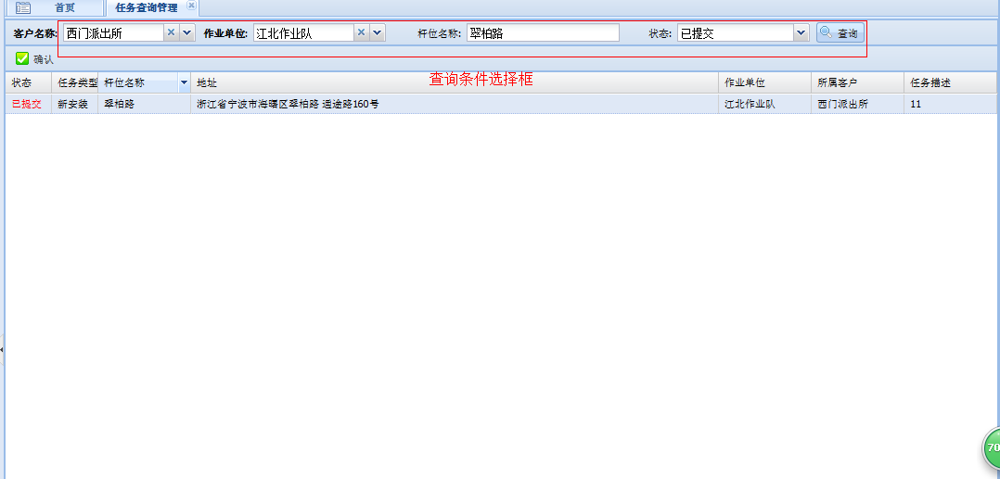 首页 任务查询管理
客户名称: 西门派出所 作业单位: 江北作业队 杆位名称: 翠柏路 状态: 已提交 查询
确认
查询条件选择框
状态 任务类型 杆位名称 地址 作业单位 所属客户 任务描述
已提交 新安装 翠柏路 浙江省宁波市海曙区翠柏路 通途路160号 江北作业队 西门派出所 11
70